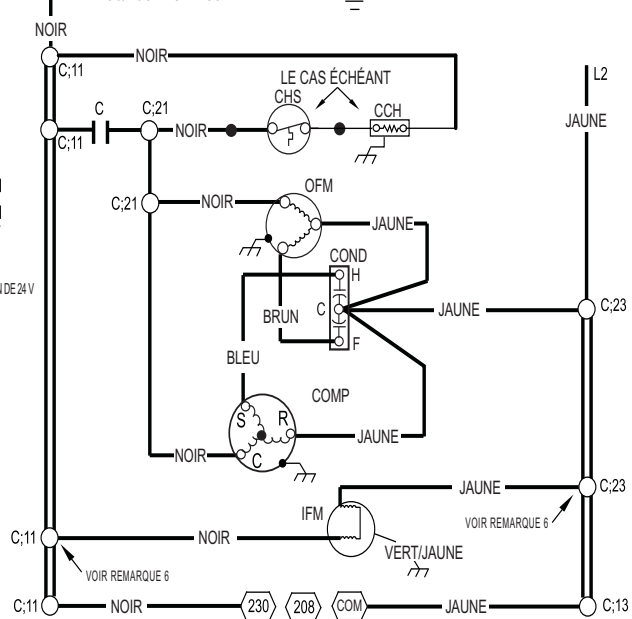 NOIR
NOIR
C;11
L2
LE CAS ÉCHÉANT
CHS
CCH
C
C;21
JAUNE
NOIR
C;11
OFM
C;21
NOIR
JAUNE
COND
H
DE 24 V
C
JAUNE
C;23
BRUN
F
BLEU
COMP
S
R
JAUNE
NOIR
C
JAUNE
C;23
IFM
VOIR REMARQUE 6
C;11
NOIR
VERT/JAUNE
VOIR REMARQUE 6
C;11
NOIR
230
208
COM
JAUNE
C;13